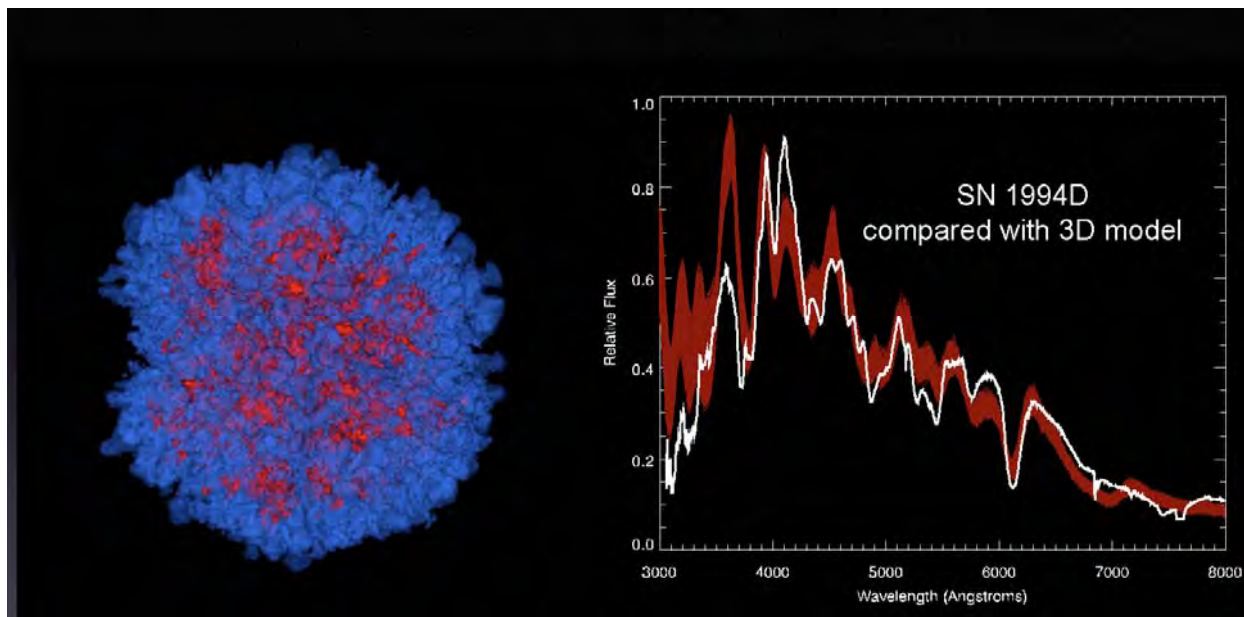 SN 1994D
compared with 3D model
Relative Flux
1.0
0.8
0.6
0.4
0.2
0.0
3000 4000 5000 6000 7000 8000
Wavelength (Angstroms)